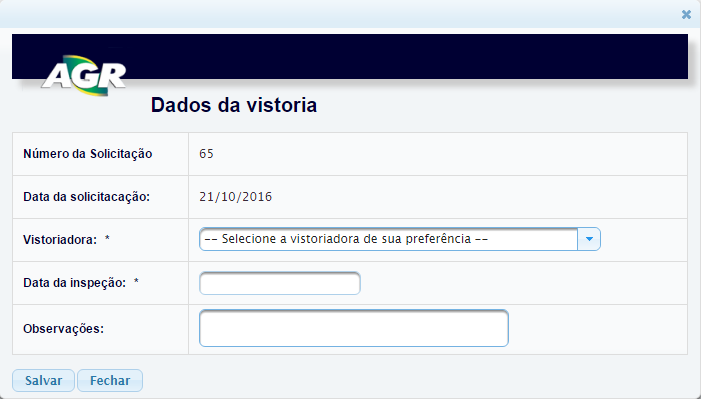 AGR
Dados da vistoria
Número da Solicitação 65
Data da solicitacação: 21/10/2016
Vistoriadora: * -- Selecione a vistoriadora de sua preferência --
Data da inspeção: *
Observações:
Salvar Fechar